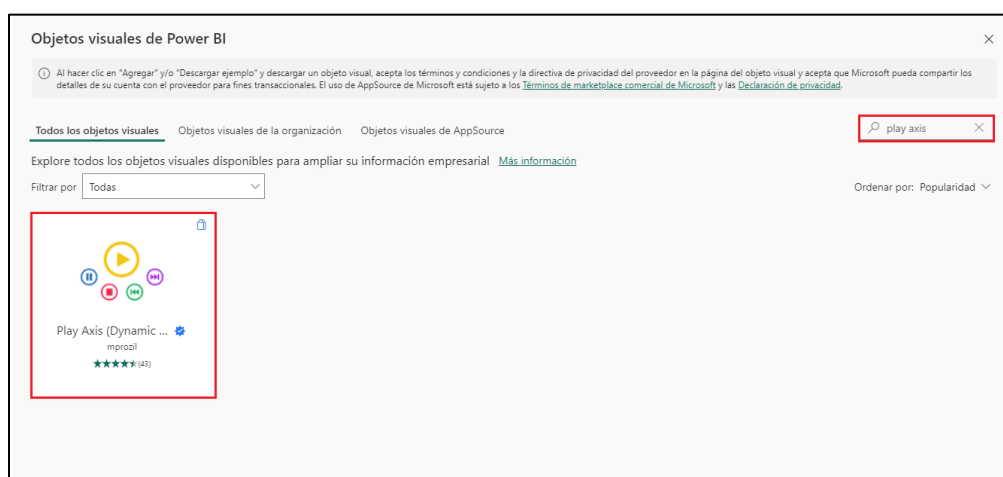 Objetos visuales de Power BI
Al hacer clic en "Agregar" y/o "Descargar ejemplo" y descargar un objeto visual, acepta los términos y condiciones y la directiva de privacidad del proveedor en la página del objeto visual y acepta que Microsoft pueda compartir los
detalles de su cuenta con el proveedor para fines transaccionales. El uso de AppSource de Microsoft está sujeto a los Términos de marketplace comercial de Microsoft y las Declaración de privacidad.
Todos los objetos visuales Objetos visuales de la organización Objetos visuales de AppSource play axis
Explore todos los objetos visuales disponibles para ampliar su información empresarial Más información
Filtrar por Todas Ordenar por: Popularidad
Play Axis (Dynamic ...
mprozil
(43)